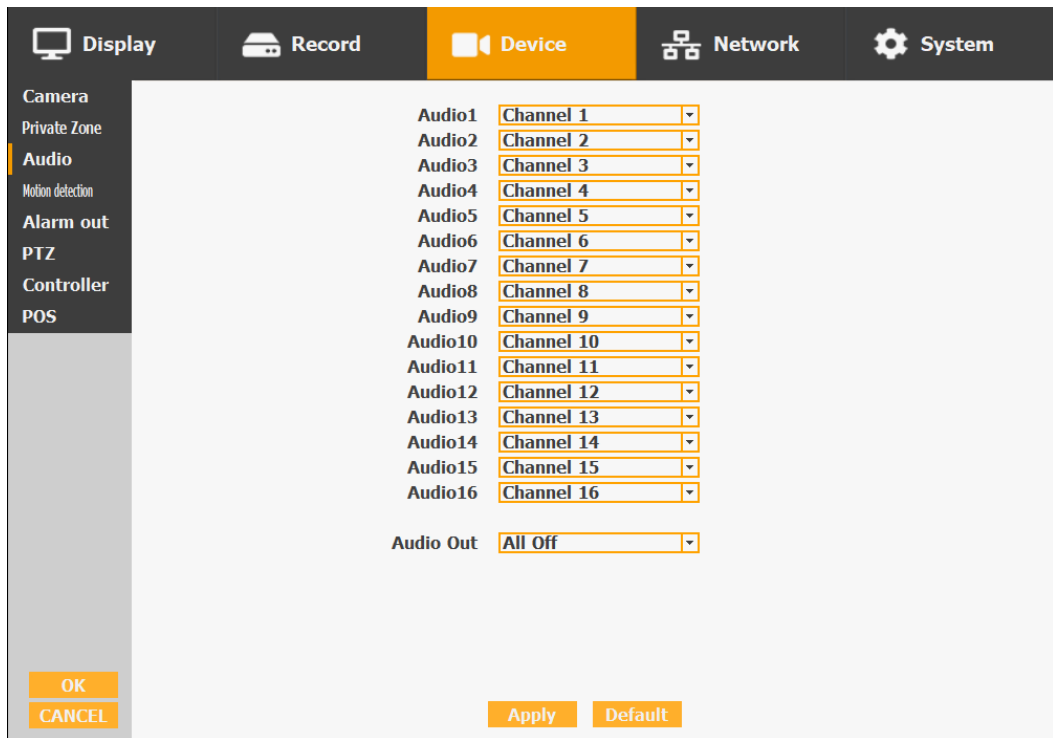 Display Record Device Network System
Camera
Private Zone
Audio
Motion detection
Alarm out
PTZ
Controller
POS
Audio1 Channel 1
Audio2 Channel 2
Audio3 Channel 3
Audio4 Channel 4
Audio5 Channel 5
Audio6 Channel 6
Audio7 Channel 7
Audio8 Channel 8
Audio9 Channel 9
Audio10 Channel 10
Audio11 Channel 11
Audio12 Channel 12
Audio13 Channel 13
Audio14 Channel 14
Audio15 Channel 15
Audio16 Channel 16
Audio Out All Off
OK
CANCEL
Apply Default